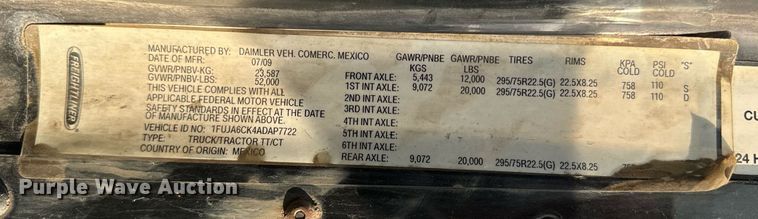 FREIGHTLINER
MANUFACTURED BY: DAIMLER VEH. COMERC. MEXICO
DATE OF MFR: 07/09
GVWR/PNBV-KG: 23,587
GVWR/PNBV-LBS: 52,000
THIS VEHICLE COMPLIES WITH ALL
APPLICABLE FEDERAL MOTOR VEHICLE
SAFETY STANDARDS IN EFFECT AT THE DATE
OF MANUFACTURE SHOWN ABOVE.
VEHICLE ID NO: 1FUJA6CK4ADAP7722
TYPE: TRUCK/TRACTOR TT/CT
COUNTRY OF ORIGIN: MEXICO
GAWR/PNBE GAWR/PNBE TIRES RIMS KPA PSI "S"
KGS LBS COLD COLD
FRONT AXLE: 5,443 12,000 295/75R22.5(G) 22.5X8.25 758 110 S
1ST INT AXLE: 9,072 20,000 295/75R22.5(G) 22.5X8.25 758 110 D
2ND INT AXLE:
3RD INT AXLE:
4TH INT AXLE:
5TH INT AXLE:
6TH INT AXLE:
REAR AXLE: 9,072 20,000 295/75R22.5(G) 22.5X8.25
CU
24 H
Purple Wave Auction